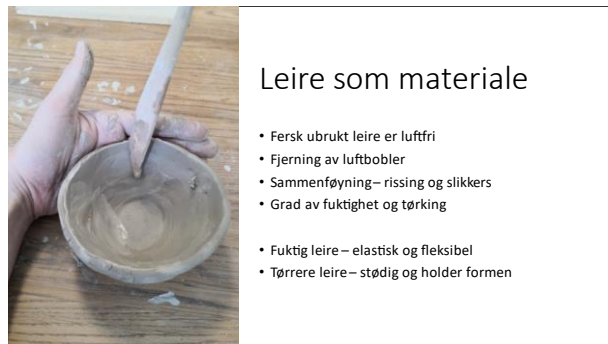 Leire som materiale
• Fersk ubrukt leire er luftfri
• Fjerning av luftbobler
• Sammenføyning – rissing og slikkers
• Grad av fuktighet og tørking
• Fuktig leire – elastisk og fleksibel
• Tørrere leire – stødig og holder formen